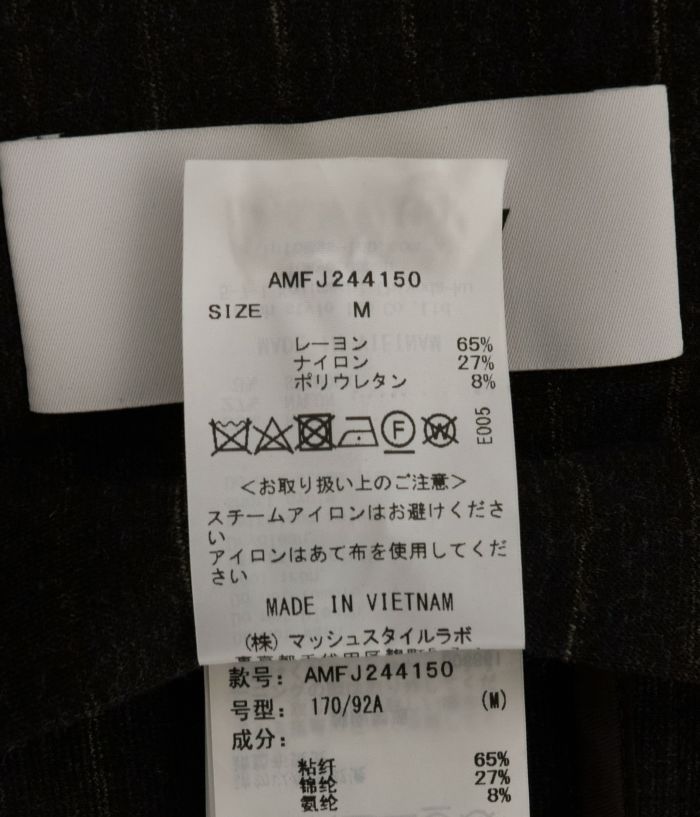 AMFJ244150
SIZE M
レーヨン 65%
ナイロン 27%
ポリウレタン 8%
F W E005
＜お取り扱い上のご注意＞
スチームアイロンはお避けくださ
い
アイロンはあて布を使用してくだ
さい
MADE IN VIETNAM
(株) マッシュスタイルラボ
款号: AMFJ244150
号型: 170/92A (M)
成分:
粘纤 65%
锦纶 27%
氨纶 8%